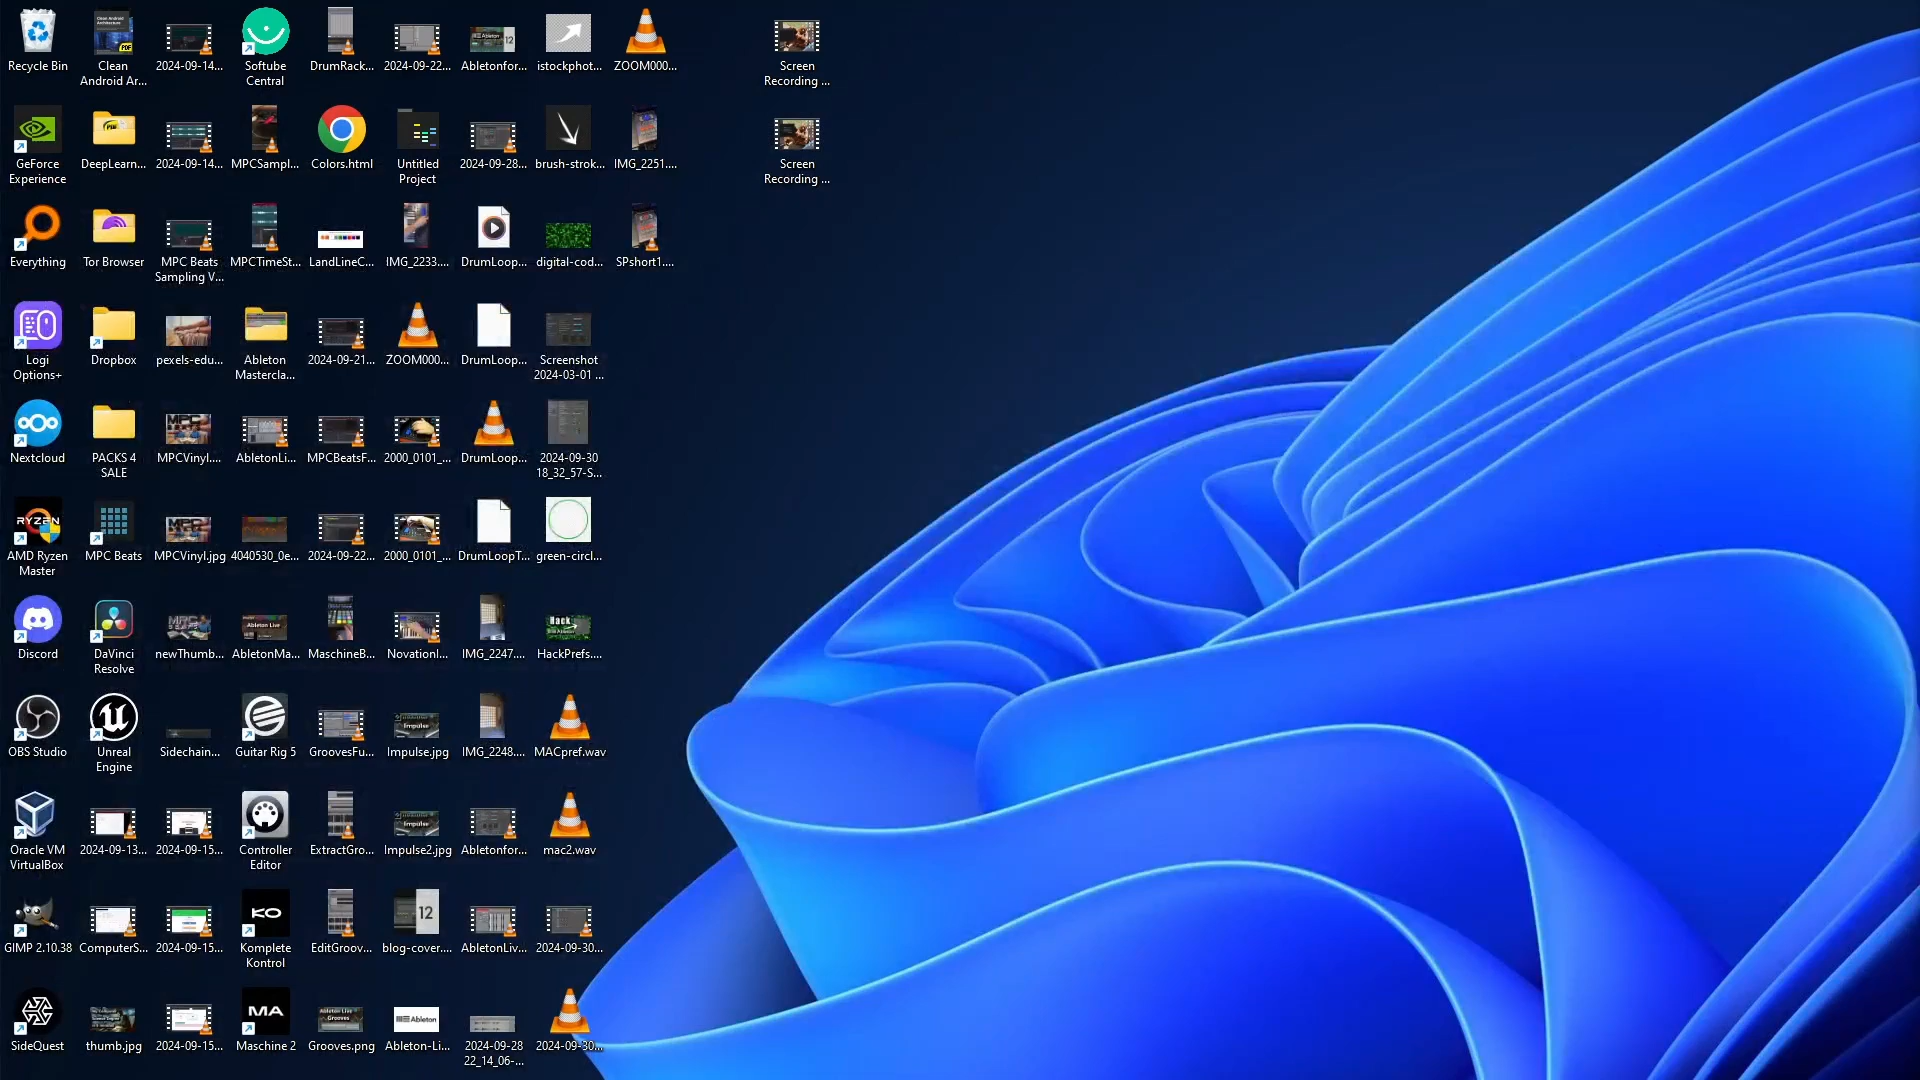 Recycle Bin
Clean
Android Ar...
2024-09-14...
Softube
Central
DrumRack...
2024-09-22...
Abletonfor...
istockphot...
ZOOM000...
Screen
Recording ...
GeForce
Experience
DeepLearn...
2024-09-14...
MPCSampl...
Colors.html
Untitled
Project
2024-09-28...
brush-strok...
IMG_2251....
Screen
Recording ...
Everything
Tor Browser
MPC Beats
Sampling V...
MPCTimeSt...
LandLineC...
IMG_2233....
DrumLoop...
digital-cod...
SPshort1....
Logi
Options+
Dropbox
pexels-edu...
Ableton
Mastercla...
2024-09-21...
ZOOM000...
DrumLoop...
Screenshot
2024-03-01 ...
Nextcloud
PACKS 4
SALE
MPCVinyl....
AbletonLi...
MPCBeatsF...
2000_0101_...
DrumLoop...
2024-09-30
18_32_57-S...
AMD Ryzen
Master
MPC Beats
MPCVinyl.jpg
4040530_0e...
2024-09-22...
2000_0101_...
DrumLoopT...
green-circl...
Discord
DaVinci
Resolve
newThumb...
AbletonMa...
MaschineB...
NovationI...
IMG_2247....
HackPrefs....
OBS Studio
Unreal
Engine
Sidechain...
Guitar Rig 5
GroovesFu...
Impulse.jpg
IMG_2248....
MACpref.wav
Oracle VM
VirtualBox
2024-09-13...
2024-09-15...
Controller
Editor
ExtractGro...
Impulse2.jpg
Abletonfor...
mac2.wav
GIMP 2.10.38
ComputerS...
2024-09-15...
Komplete
Kontrol
EditGroov...
blog-cover....
AbletonLiv...
2024-09-30...
SideQuest
thumb.jpg
2024-09-15...
Maschine 2
Grooves.png
Ableton-Li...
2024-09-28
22_14_06-...
2024-09-30...